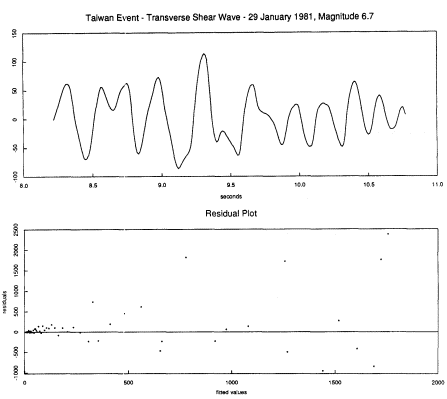 Taiwan Event - Transverse Shear Wave - 29 January 1981, Magnitude 6.7
150
100
50
0
-50
-100
8.0 8.5 9.0 9.5 10.0 10.5 11.0
seconds
Residual Plot
2500
2000
1500
1000
500
0
-500
-1000
residuals
0 500 1000 1500 2000
fitted values